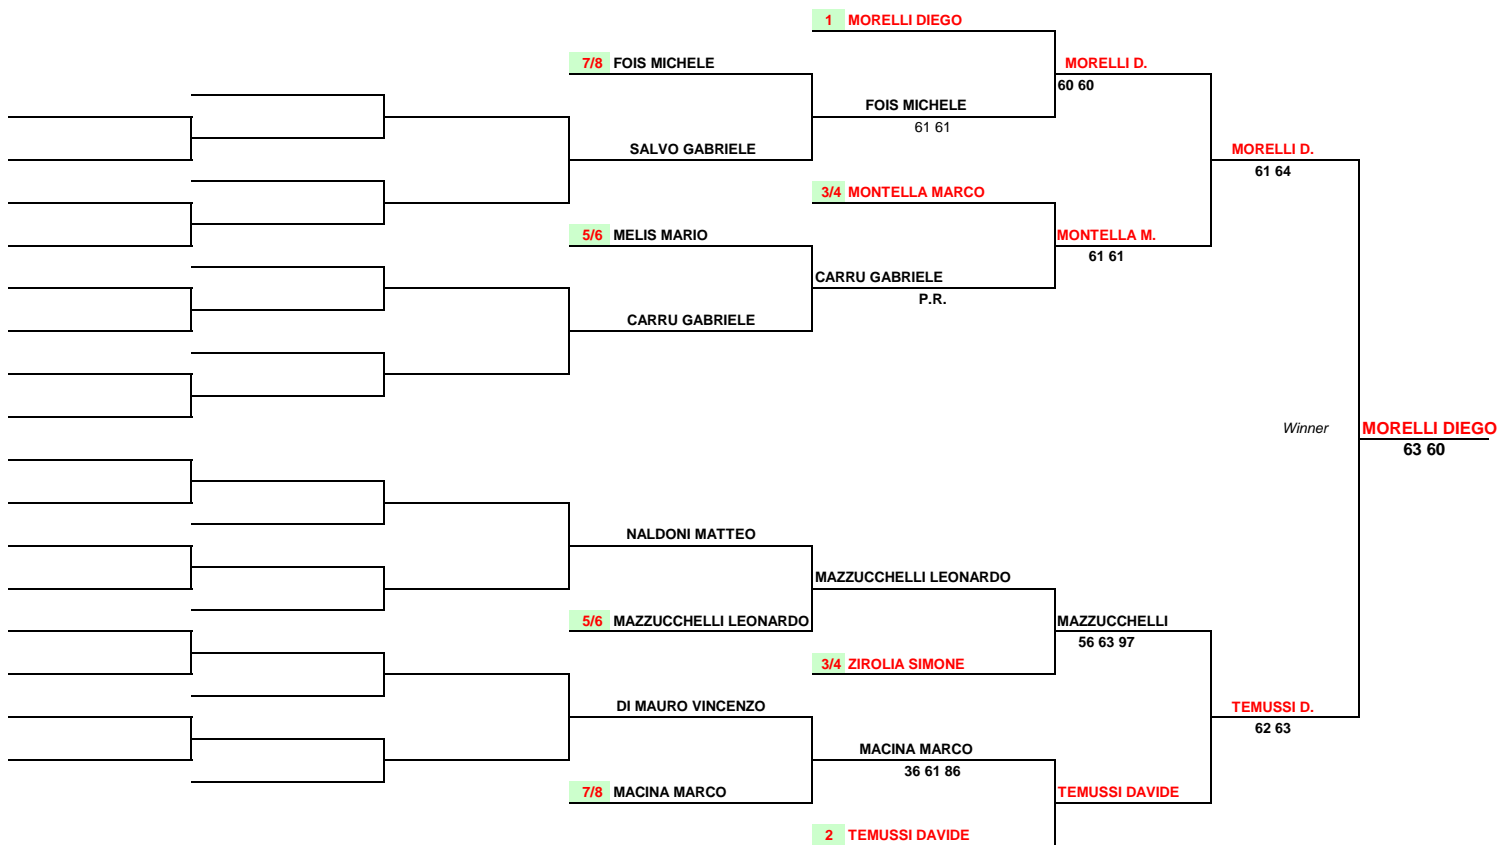 1 MORELLI DIEGO
7/8 FOIS MICHELE
MORELLI D.
60 60
FOIS MICHELE
61 61
SALVO GABRIELE
MORELLI D.
61 64
3/4 MONTELLA MARCO
5/6 MELIS MARIO
MONTELLA M.
61 61
CARRU GABRIELE
P.R.
CARRU GABRIELE
Winner
MORELLI DIEGO
63 60
NALDONI MATTEO
MAZZUCCHELLI LEONARDO
5/6 MAZZUCCHELLI LEONARDO
MAZZUCCHELLI
56 63 97
3/4 ZIROLIA SIMONE
DI MAURO VINCENZO
TEMUSSI D.
62 63
MACINA MARCO
36 61 86
7/8 MACINA MARCO
TEMUSSI DAVIDE
2 TEMUSSI DAVIDE